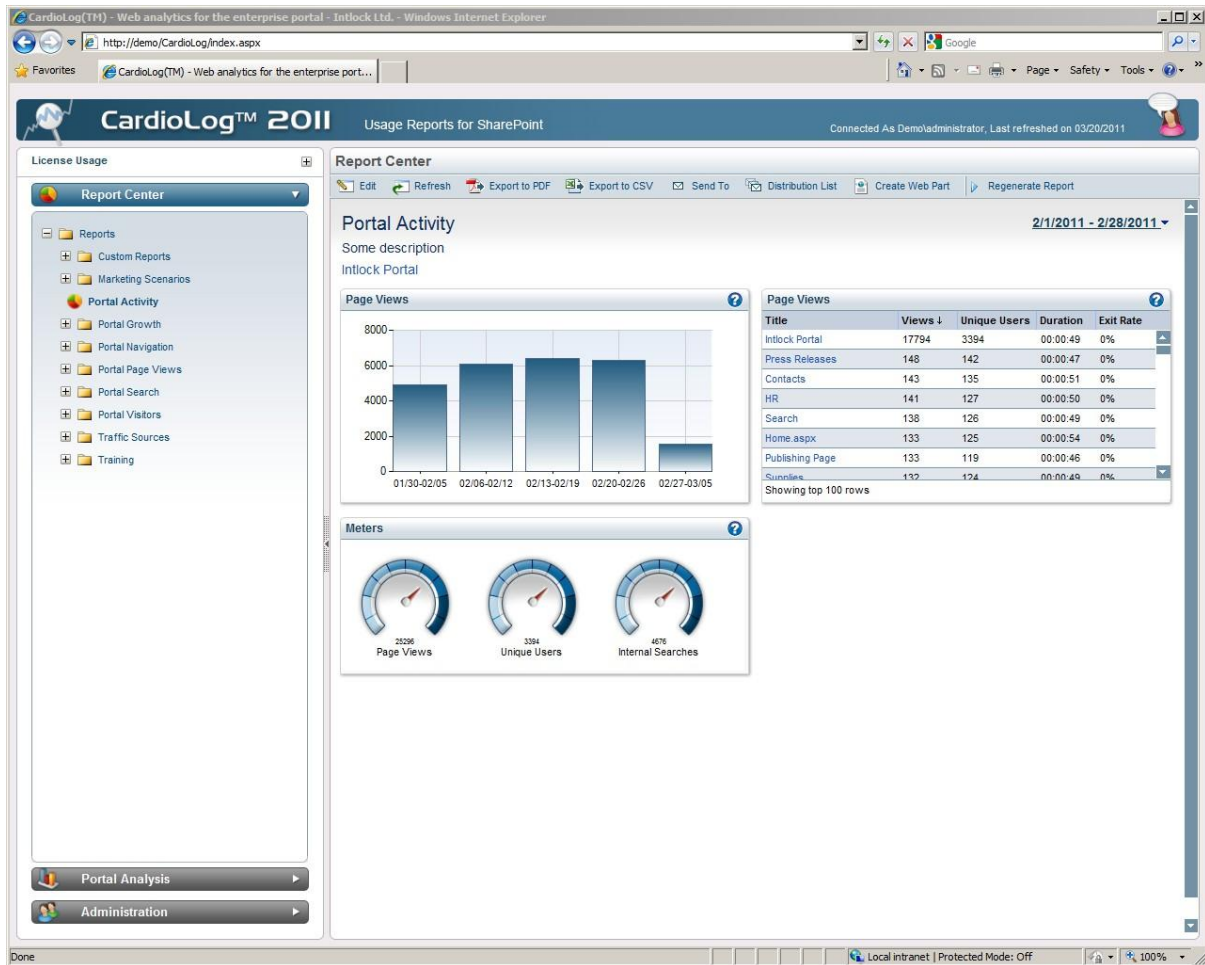 CardioLog(TM) - Web analytics for the enterprise portal - Intlock Ltd. - Windows Internet Explorer
http://demo/CardioLog/index.aspx
Google
Favorites
CardioLog(TM) - Web analytics for the enterprise port...
Page
Safety
Tools
CardioLog™ 2011
Usage Reports for SharePoint
Connected As Demo\administrator, Last refreshed on 03/20/2011
License Usage
Report Center
Reports
Custom Reports
Marketing Scenarios
Portal Activity
Portal Growth
Portal Navigation
Portal Page Views
Portal Search
Portal Visitors
Traffic Sources
Training
Portal Analysis
Administration
Report Center
Edit Refresh Export to PDF Export to CSV Send To Distribution List Create Web Part Regenerate Report
Portal Activity
2/1/2011 - 2/28/2011
Some description
Intlock Portal
Page Views
8000
6000
4000
2000
0
01/30-02/05 02/06-02/12 02/13-02/19 02/20-02/26 02/27-03/05
Page Views
Title Views↓ Unique Users Duration Exit Rate
Intlock Portal 17794 3394 00:00:49 0%
Press Releases 148 142 00:00:47 0%
Contacts 143 135 00:00:51 0%
HR 141 127 00:00:50 0%
Search 138 126 00:00:49 0%
Home.aspx 133 125 00:00:54 0%
Publishing Page 133 119 00:00:46 0%
Supplies 132 124 00:00:49 0%
Showing top 100 rows
Meters
25296 3394 4676
Page Views Unique Users Internal Searches
Done
Local intranet | Protected Mode: Off
100%